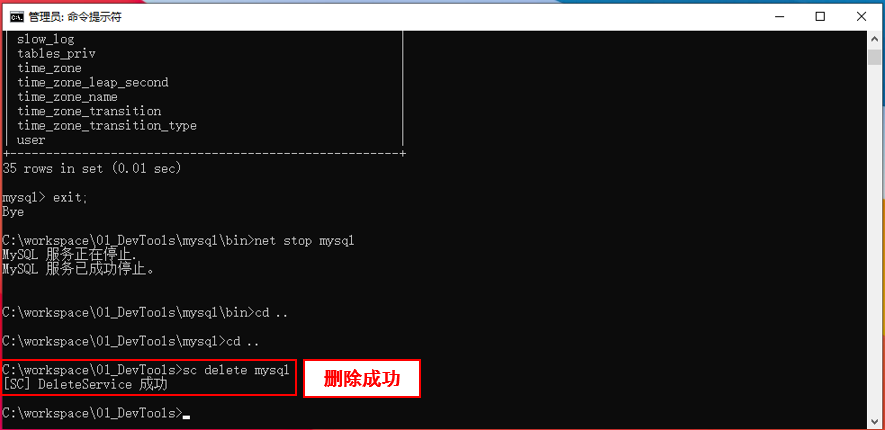 管理员: 命令提示符
| slow_log |
| tables_priv |
| time_zone |
| time_zone_leap_second |
| time_zone_name |
| time_zone_transition |
| time_zone_transition_type |
| user |
+------------------------------------------------------+
35 rows in set (0.01 sec)
mysql> exit;
Bye
C:\workspace\01_DevTools\mysql\bin>net stop mysql
MySQL 服务正在停止.
MySQL 服务已成功停止。
C:\workspace\01_DevTools\mysql\bin>cd ..
C:\workspace\01_DevTools\mysql>cd ..
C:\workspace\01_DevTools>sc delete mysql
[SC] DeleteService 成功
删除成功
C:\workspace\01_DevTools>